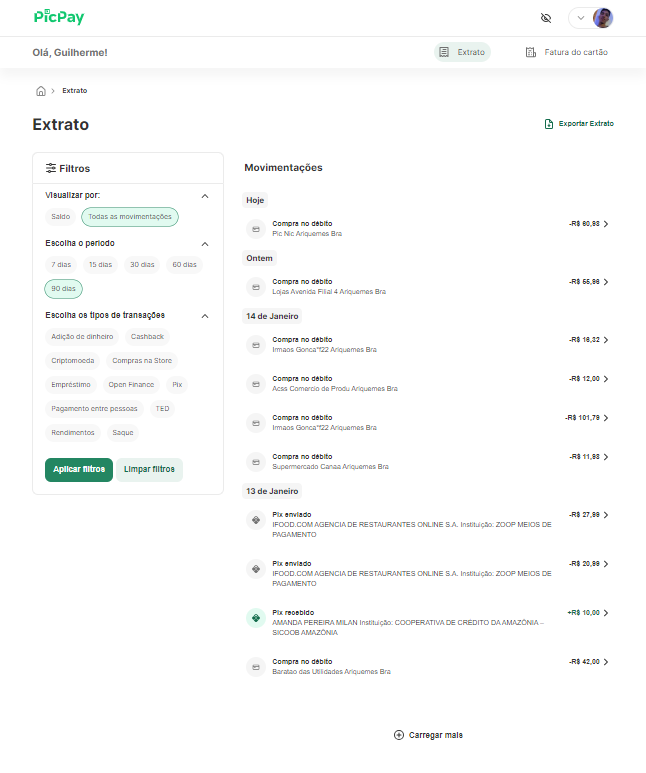 PicPay
Olá, Guilherme!
Extrato
Fatura do cartão
Extrato
Extrato
Exportar Extrato
Filtros
Visualizar por:
Saldo
Todas as movimentações
Escolha o período
7 dias
15 dias
30 dias
60 dias
90 dias
Escolha os tipos de transações
Adição de dinheiro
Cashback
Criptomoeda
Compras na Store
Empréstimo
Open Finance
Pix
Pagamento entre pessoas
TED
Rendimentos
Saque
Aplicar filtros
Limpar filtros
Movimentações
Hoje
Compra no débito
-R$ 60,98
Pic Nic Ariquemes Bra
Ontem
Compra no débito
-R$ 55,96
Lojas Avenida Filial 4 Ariquemes Bra
14 de Janeiro
Compra no débito
-R$ 16,32
Irmaos Gonca*f22 Ariquemes Bra
Compra no débito
-R$ 12,00
Acss Comercio de Produ Ariquemes Bra
Compra no débito
-R$ 101,79
Irmaos Gonca*f22 Ariquemes Bra
Compra no débito
-R$ 11,98
Supermercado Canaa Ariquemes Bra
13 de Janeiro
Pix enviado
-R$ 27,99
IFOOD.COM AGENCIA DE RESTAURANTES ONLINE S.A. Instituição: ZOOP MEIOS DE
PAGAMENTO
Pix enviado
-R$ 20,99
IFOOD.COM AGENCIA DE RESTAURANTES ONLINE S.A. Instituição: ZOOP MEIOS DE
PAGAMENTO
Pix recebido
+R$ 10,00
AMANDA PEREIRA MILAN Instituição: COOPERATIVA DE CRÉDITO DA AMAZÔNIA –
SICOOB AMAZÔNIA
Compra no débito
-R$ 42,00
Baratao das Utilidades Ariquemes Bra
Carregar mais